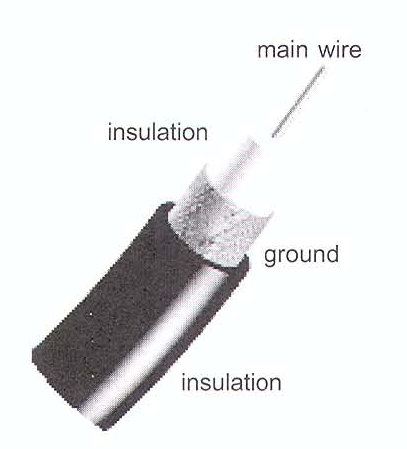 main wire
insulation
ground
insulation